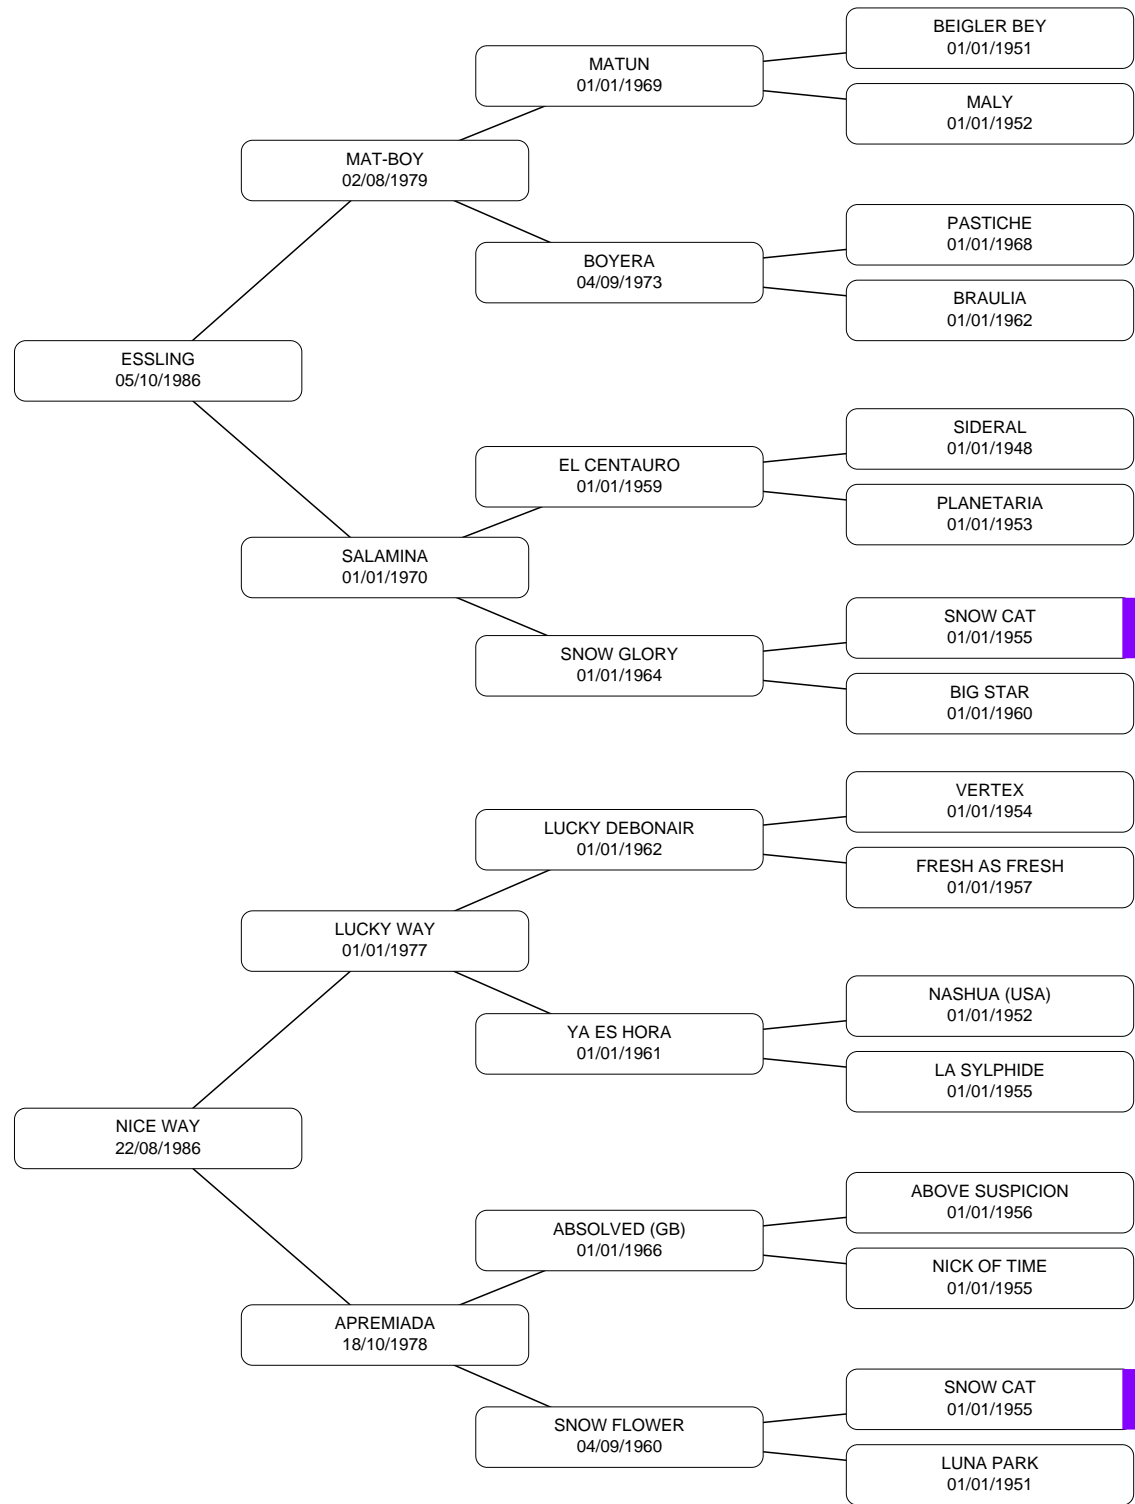 BEIGLER BEY
01/01/1951
MATUN
01/01/1969
MALY
01/01/1952
MAT-BOY
02/08/1979
PASTICHE
01/01/1968
BOYERA
04/09/1973
BRAULIA
01/01/1962
ESSLING
05/10/1986
SIDERAL
01/01/1948
EL CENTAURO
01/01/1959
PLANETARIA
01/01/1953
SALAMINA
01/01/1970
SNOW CAT
01/01/1955
SNOW GLORY
01/01/1964
BIG STAR
01/01/1960
VERTEX
01/01/1954
LUCKY DEBONAIR
01/01/1962
FRESH AS FRESH
01/01/1957
LUCKY WAY
01/01/1977
NASHUA (USA)
01/01/1952
YA ES HORA
01/01/1961
LA SYLPHIDE
01/01/1955
NICE WAY
22/08/1986
ABOVE SUSPICION
01/01/1956
ABSOLVED (GB)
01/01/1966
NICK OF TIME
01/01/1955
APREMIADA
18/10/1978
SNOW CAT
01/01/1955
SNOW FLOWER
04/09/1960
LUNA PARK
01/01/1951